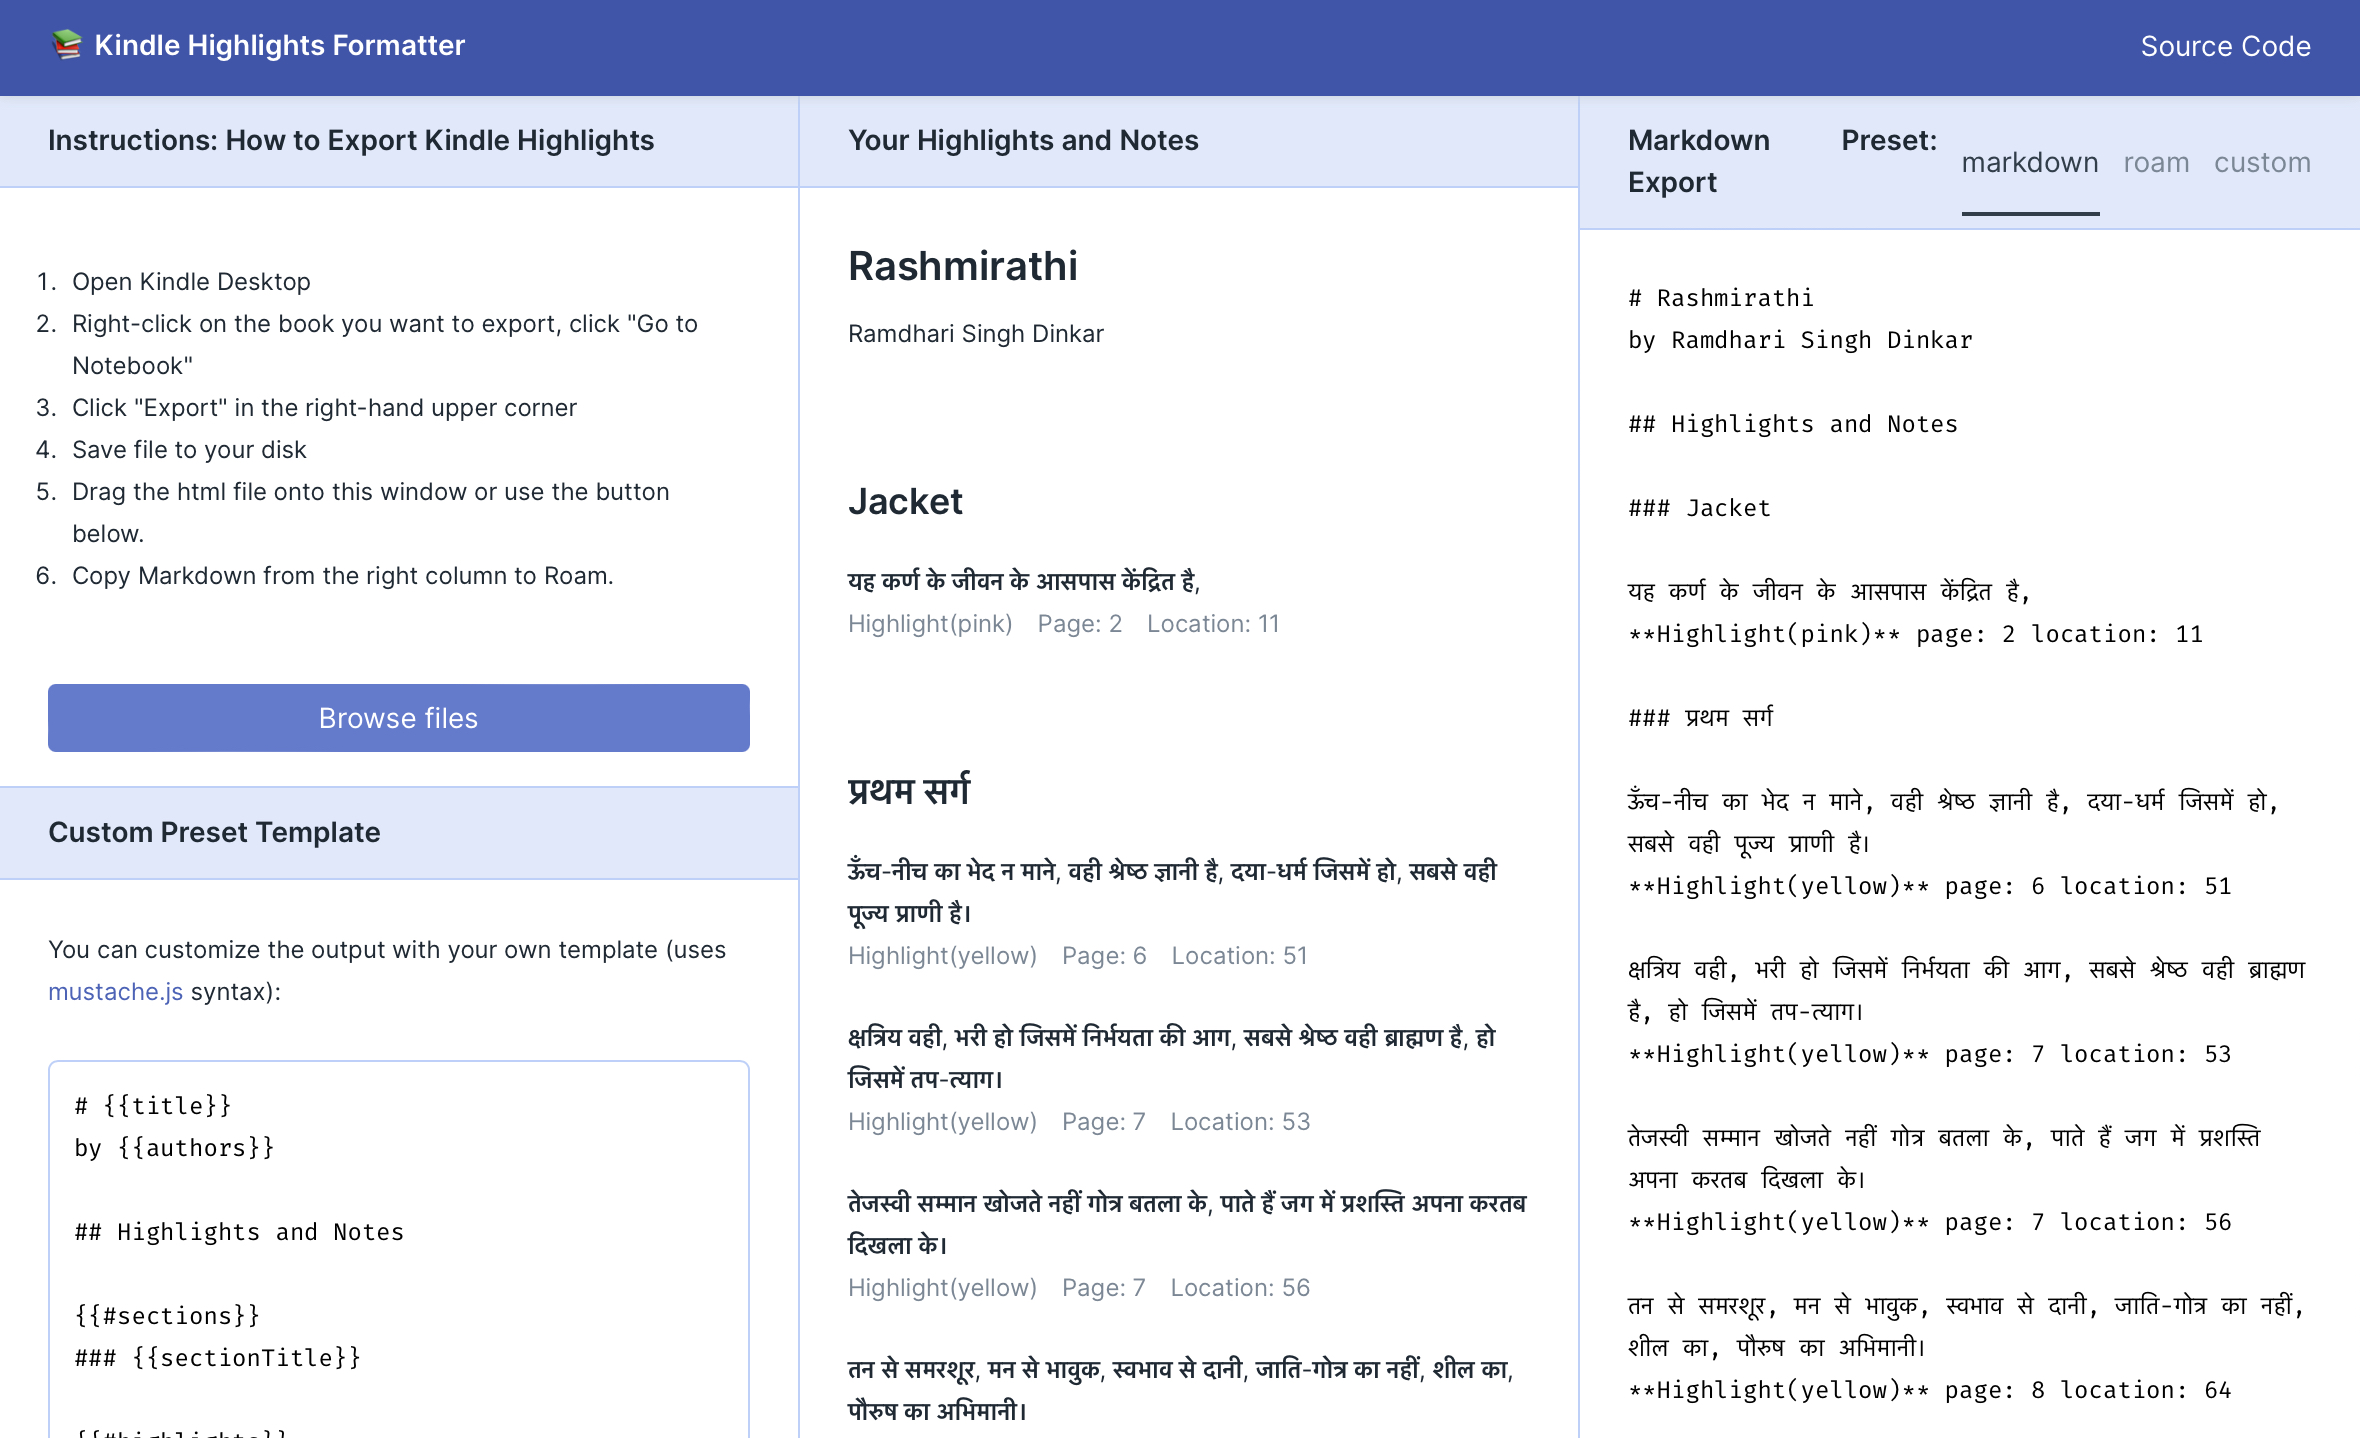 Kindle Highlights Formatter
Source Code
Instructions: How to Export Kindle Highlights
1. Open Kindle Desktop
2. Right-click on the book you want to export, click "Go to
Notebook"
3. Click "Export" in the right-hand upper corner
4. Save file to your disk
5. Drag the html file onto this window or use the button
below.
6. Copy Markdown from the right column to Roam.
Browse files
Custom Preset Template
You can customize the output with your own template (uses
mustache.js syntax):
# {{title}}
by {{authors}}
## Highlights and Notes
{{#sections}}
### {{sectionTitle}}
Your Highlights and Notes
Rashmirathi
Ramdhari Singh Dinkar
Jacket
यह कर्ण के जीवन के आसपास केंद्रित है,
Highlight(pink) Page: 2 Location: 11
प्रथम सर्ग
ऊँच-नीच का भेद न माने, वही श्रेष्ठ ज्ञानी है, दया-धर्म जिसमें हो, सबसे वही
पूज्य प्राणी है।
Highlight(yellow) Page: 6 Location: 51
क्षत्रिय वही, भरी हो जिसमें निर्भयता की आग, सबसे श्रेष्ठ वही ब्राह्मण है, हो
जिसमें तप-त्याग।
Highlight(yellow) Page: 7 Location: 53
तेजस्वी सम्मान खोजते नहीं गोत्र बतला के, पाते हैं जग में प्रशस्ति अपना करतब
दिखला के।
Highlight(yellow) Page: 7 Location: 56
तन से समरशूर, मन से भावुक, स्वभाव से दानी, जाति-गोत्र का नहीं, शील का,
पौरुष का अभिमानी।
Markdown
Export
Preset:
markdown roam custom
# Rashmirathi
by Ramdhari Singh Dinkar
## Highlights and Notes
### Jacket
यह कर्ण के जीवन के आसपास केंद्रित है,
**Highlight(pink)** page: 2 location: 11
### प्रथम सर्ग
ऊँच-नीच का भेद न माने, वही श्रेष्ठ ज्ञानी है, दया-धर्म जिसमें हो,
सबसे वही पूज्य प्राणी है।
**Highlight(yellow)** page: 6 location: 51
क्षत्रिय वही, भरी हो जिसमें निर्भयता की आग, सबसे श्रेष्ठ वही ब्राह्मण
है, हो जिसमें तप-त्याग।
**Highlight(yellow)** page: 7 location: 53
तेजस्वी सम्मान खोजते नहीं गोत्र बतला के, पाते हैं जग में प्रशस्ति
अपना करतब दिखला के।
**Highlight(yellow)** page: 7 location: 56
तन से समरशूर, मन से भावुक, स्वभाव से दानी, जाति-गोत्र का नहीं,
शील का, पौरुष का अभिमानी।
**Highlight(yellow)** page: 8 location: 64